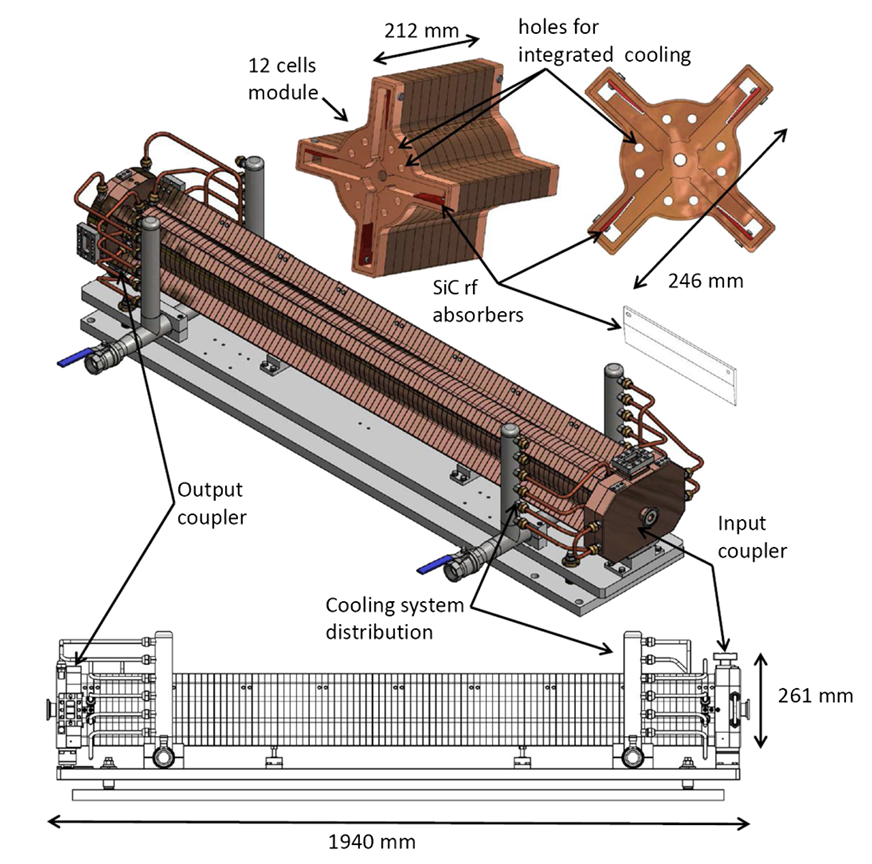 212 mm
holes for
integrated cooling
12 cells
module
SiC rf
absorbers
246 mm
Output
coupler
Input
coupler
Cooling system
distribution
261 mm
1940 mm